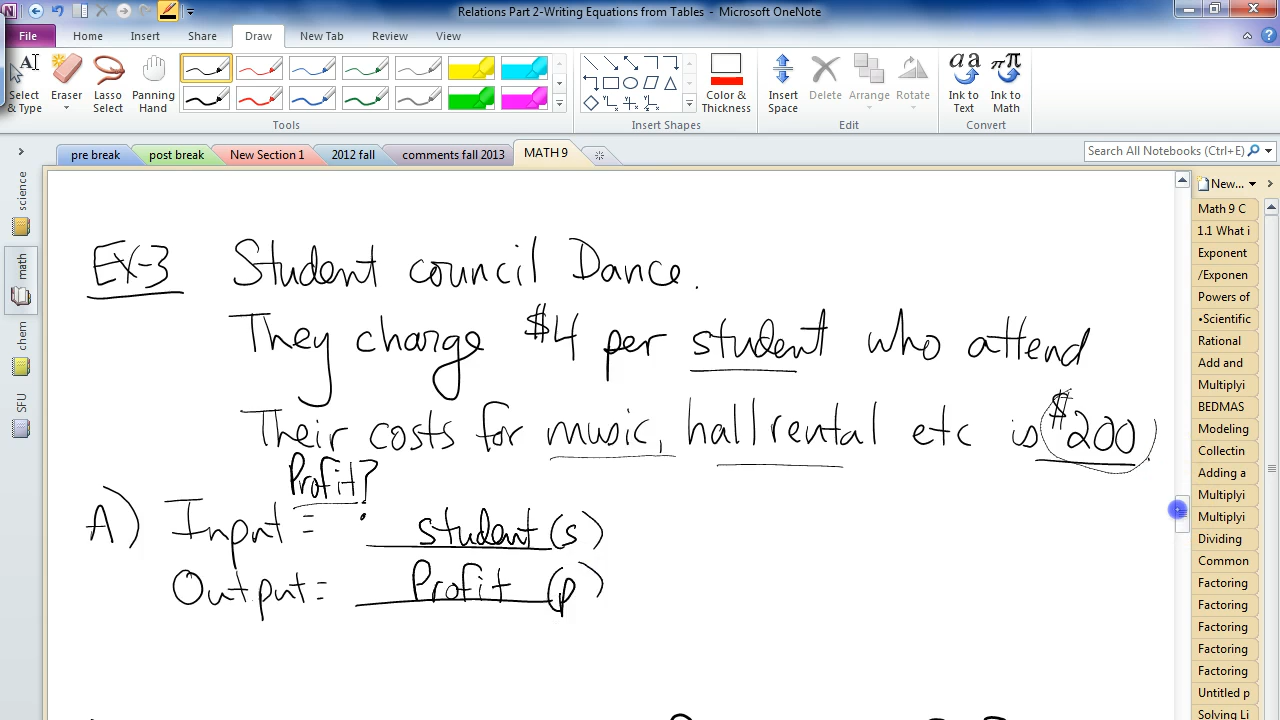 Relations Part 2-Writing Equations from Tables - Microsoft OneNote
File Home Insert Share Draw New Tab Review View
Select & Type
Eraser
Lasso Select
Panning Hand
Color & Thickness
Insert Space
Delete
Arrange
Rotate
Ink to Text
Ink to Math
Tools Insert Shapes Edit Convert
pre break post break New Section 1 2012 fall comments fall 2013 MATH 9
Search All Notebooks (Ctrl+E)
science
math
chem
SFU
New...
Math 9 C
1.1 What i
Exponent
/Exponen
Powers of
•Scientific
Rational
Add and
Multiplyi
BEDMAS
Modeling
Collectin
Adding a
Multiplyi
Multiplyi
Dividing
Common
Factoring
Factoring
Factoring
Factoring
Factoring
Untitled p
Solving Li
EX-3 Student council Dance.
They charge $4 per student who attend
Their costs for music, hall rental etc is $200.
Profit?
A) Input = student (s)
Output = Profit (p)